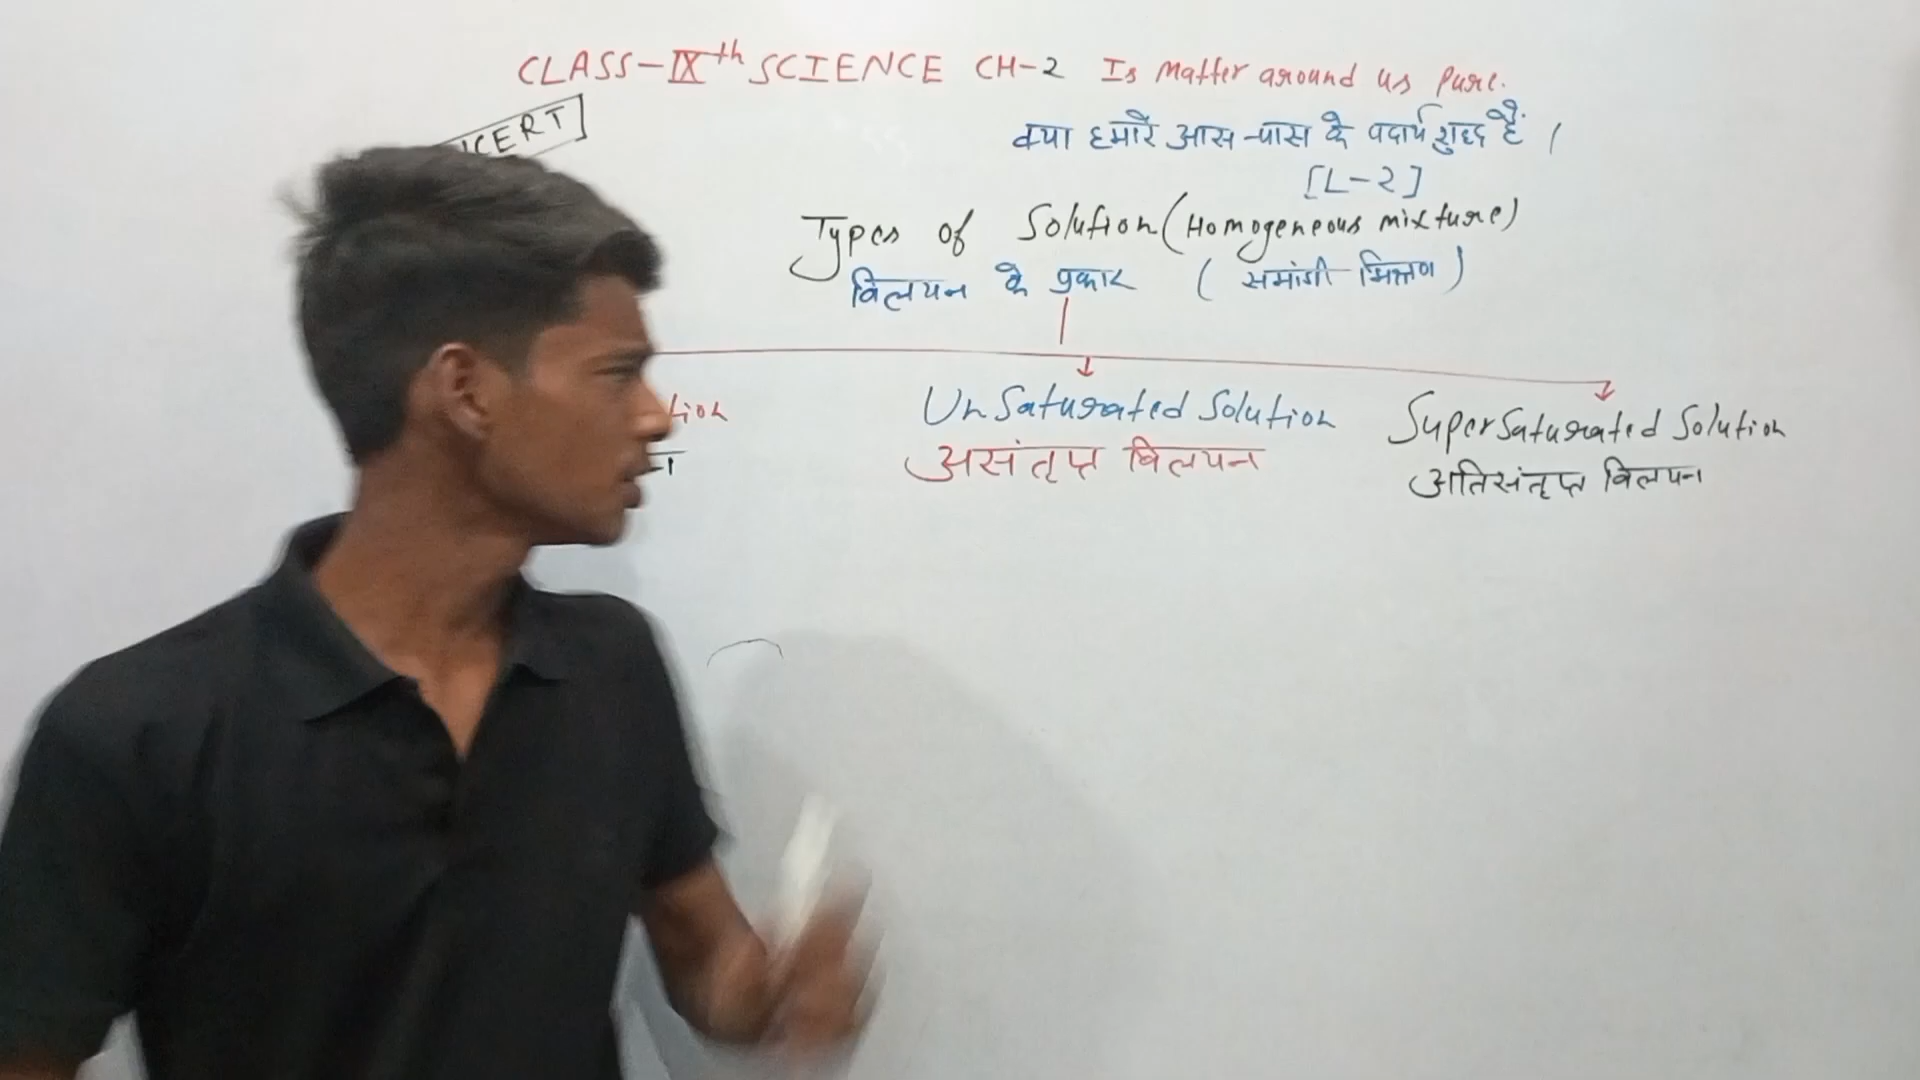 CLASS-IXth SCIENCE CH-2 Is Matter around us Pure.
NCERT]
क्या हमारे आस-पास के पदार्थ शुद्ध हैं ।
[L-2]
Types of Solution (Homogeneous mixture)
विलयन के प्रकार ( समांगी मिश्रण )
tion UnSaturated Solution SuperSaturated Solution
असंतृप्त विलयन अतिसंतृप्त विलयन